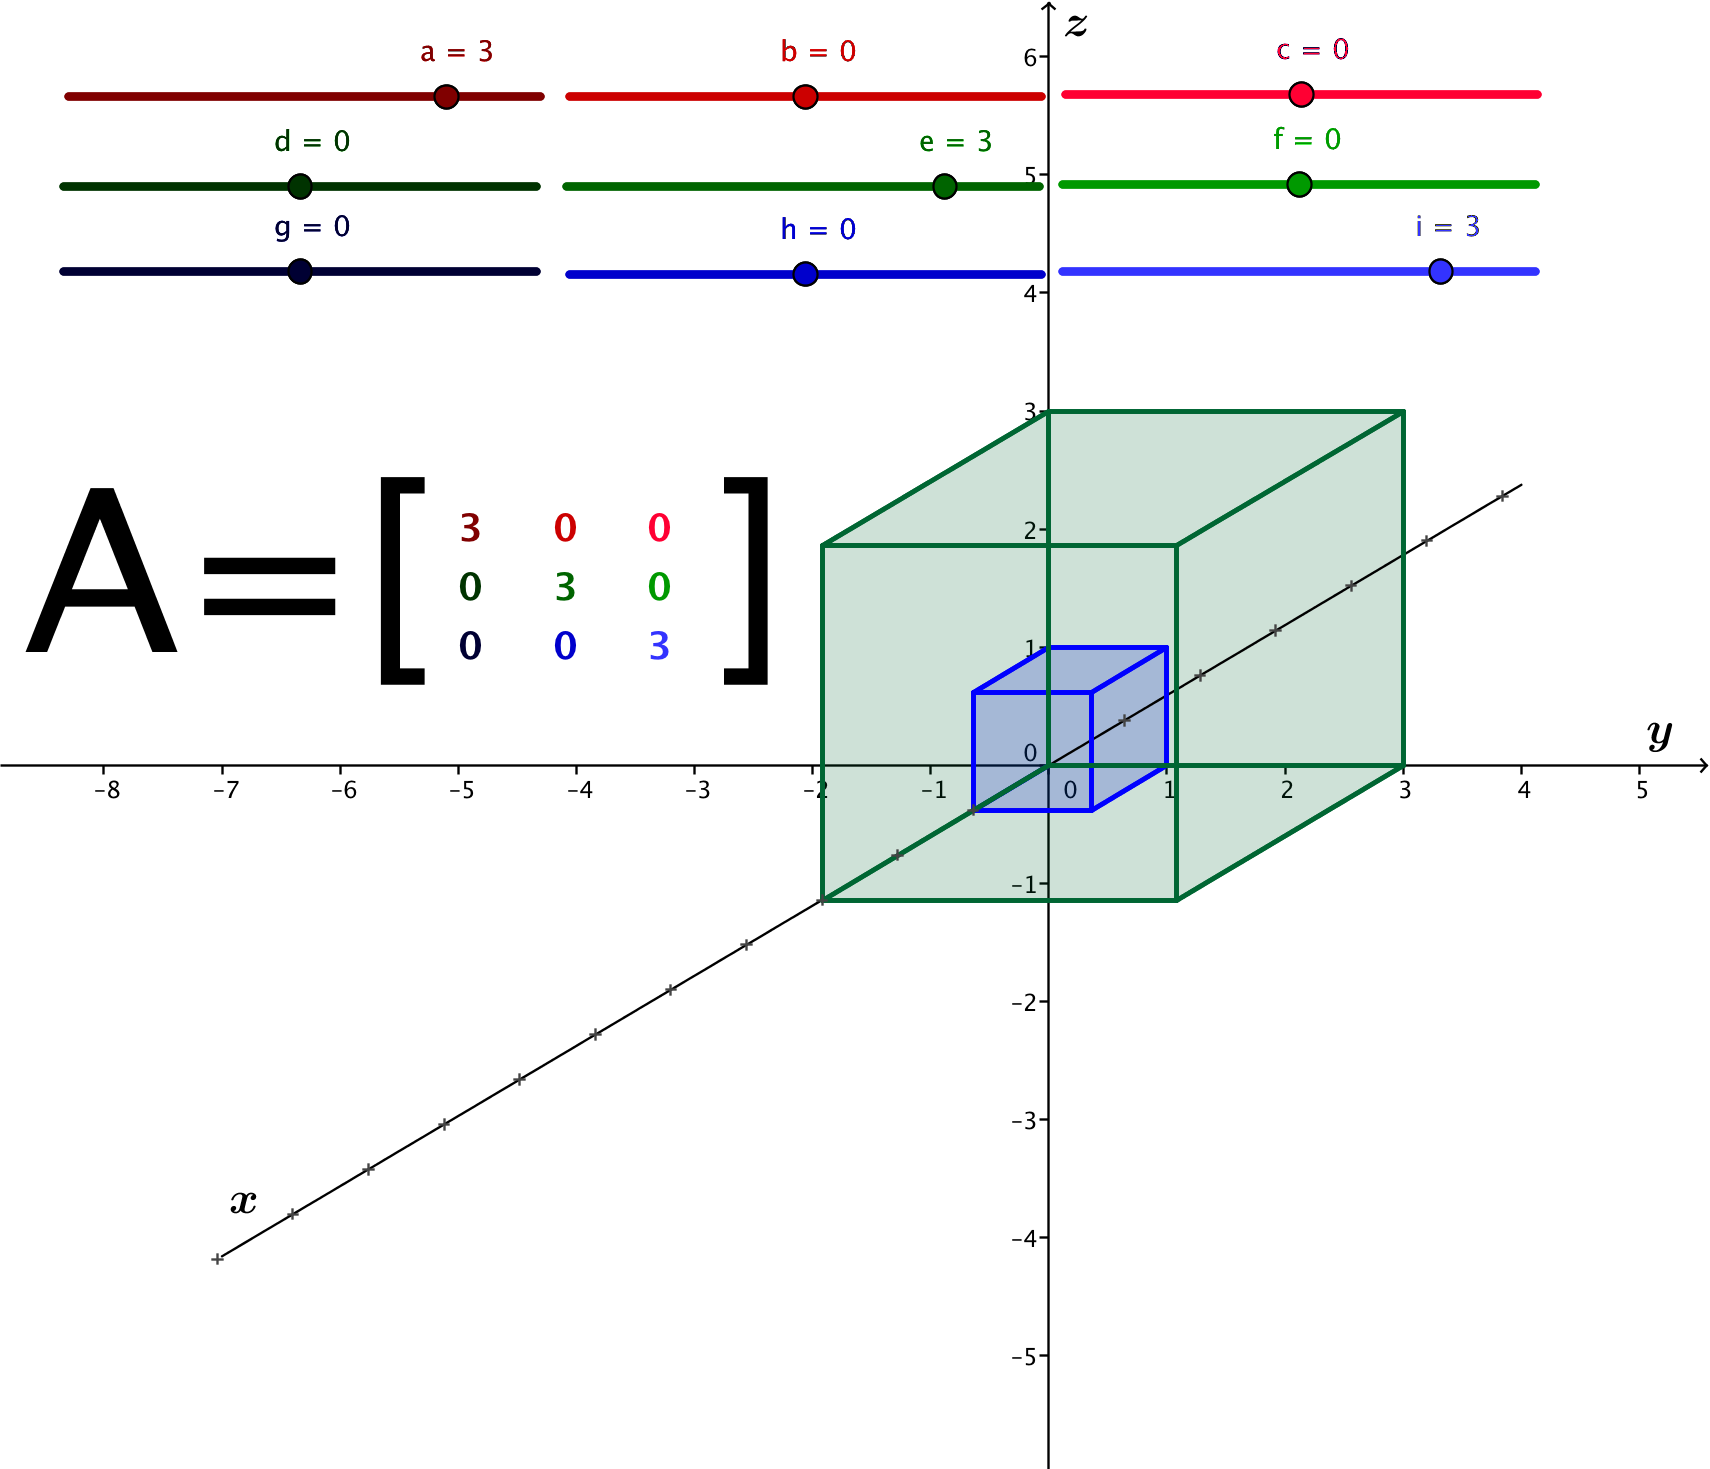 z
6
a = 3 b = 0 c = 0
d = 0 e = 3 f = 0
5
g = 0 h = 0 i = 3
4
3
A = [ 3 0 0
0 3 0
0 0 3 ]
2
1
y
0
-8 -7 -6 -5 -4 -3 -2 -1 0 1 2 3 4 5
-1
-2
-3
x
-4
-5